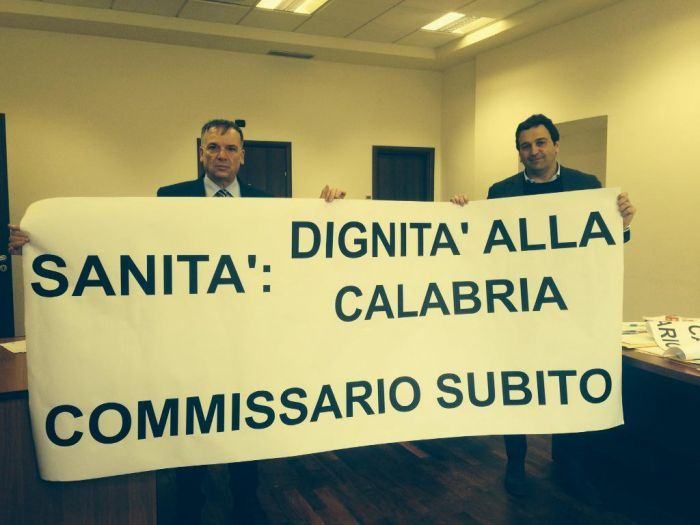 SANITA': DIGNITA' ALLA
CALABRIA
COMMISSARIO SUBITO